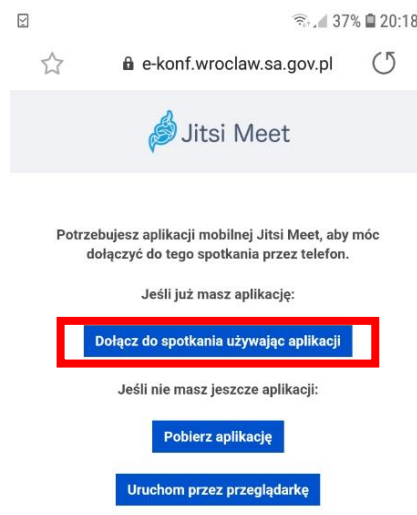 37% 20:18
e-konf.wroclaw.sa.gov.pl
Jitsi Meet
Potrzebujesz aplikacji mobilnej Jitsi Meet, aby móc
dołączyć do tego spotkania przez telefon.
Jeśli już masz aplikację:
Dołącz do spotkania używając aplikacji
Jeśli nie masz jeszcze aplikacji:
Pobierz aplikację
Uruchom przez przeglądarkę